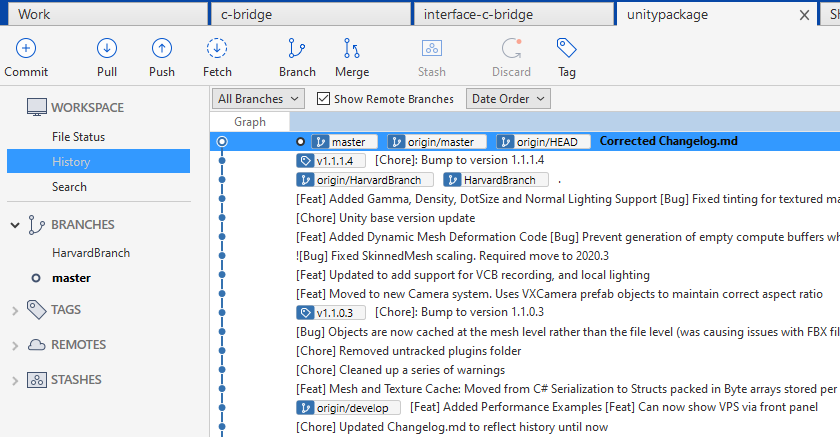 Work c-bridge interface-c-bridge unitypackage
Commit Pull Push Fetch Branch Merge Stash Discard Tag
WORKSPACE
File Status
History
Search
BRANCHES
HarvardBranch
master
TAGS
REMOTES
STASHES
All Branches Show Remote Branches Date Order
Graph
master origin/master origin/HEAD Corrected Changelog.md
v1.1.1.4 [Chore]: Bump to version 1.1.1.4
origin/HarvardBranch HarvardBranch .
[Feat] Added Gamma, Density, DotSize and Normal Lighting Support [Bug] Fixed tinting for textured
[Chore] Unity base version update
[Feat] Added Dynamic Mesh Deformation Code [Bug] Prevent generation of empty compute buffers
![Bug] Fixed SkinnedMesh scaling. Required move to 2020.3
[Feat] Updated to add support for VCB recording, and local lighting
[Feat] Moved to new Camera system. Uses VXCamera prefab objects to maintain correct aspect ratio
v1.1.0.3 [Chore]: Bump to version 1.1.0.3
[Bug] Objects are now cached at the mesh level rather than the file level (was causing issues with FBX
[Chore] Removed untracked plugins folder
[Chore] Cleaned up a series of warnings
[Feat] Mesh and Texture Cache: Moved from C# Serialization to Structs packed in Byte arrays stored per
origin/develop [Feat] Added Performance Examples [Feat] Can now show VPS via front panel
[Chore] Updated Changelog.md to reflect history until now